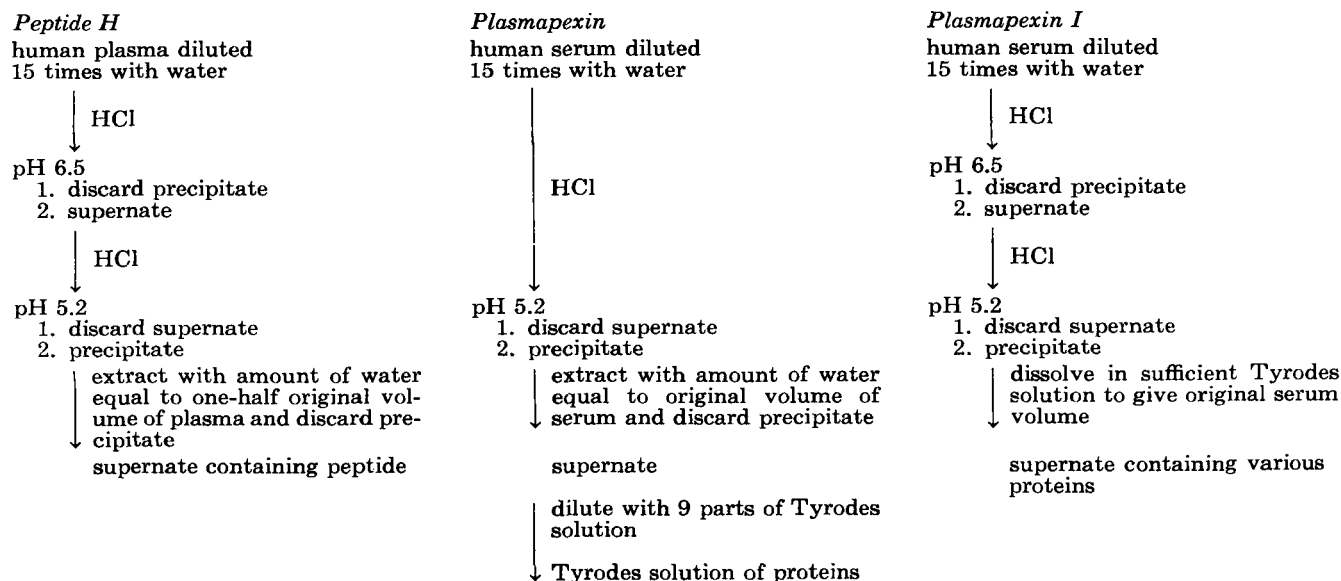 Peptide H
human plasma diluted
15 times with water
HCl
pH 6.5
1. discard precipitate
2. supernate
HCl
pH 5.2
1. discard supernate
2. precipitate
extract with amount of water
equal to one-half original vol-
ume of plasma and discard pre-
cipitate
supernate containing peptide
Plasmapexin
human serum diluted
15 times with water
HCl
pH 5.2
1. discard supernate
2. precipitate
extract with amount of water
equal to original volume of
serum and discard precipitate
supernate
dilute with 9 parts of Tyrodes
solution
Tyrodes solution of proteins
Plasmapexin I
human serum diluted
15 times with water
HCl
pH 6.5
1. discard precipitate
2. supernate
HCl
pH 5.2
1. discard supernate
2. precipitate
dissolve in sufficient Tyrodes
solution to give original serum
volume
supernate containing various
proteins